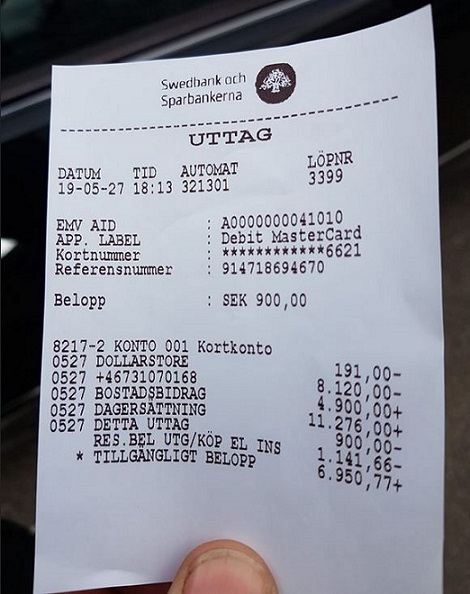 Swedbank och
Sparbankerna
UTTAG
DATUM TID AUTOMAT LÖPNR
19-05-27 18:13 321301 3399
EMV AID : A0000000041010
APP. LABEL : Debit MasterCard
Kortnummer : ************6621
Referensnummer : 914718694670
Belopp : SEK 900,00
8217-2 KONTO 001 Kortkonto
0527 DOLLARSTORE 191,00-
0527 +46731070168 8.120,00-
0527 BOSTADSBIDRAG 4.900,00+
0527 DAGERSÄTTNING 11.276,00+
0527 DETTA UTTAG 900,00-
RES.BEL UTG/KÖP EL INS 1.141,66-
* TILLGÄNGLIGT BELOPP 6.950,77+